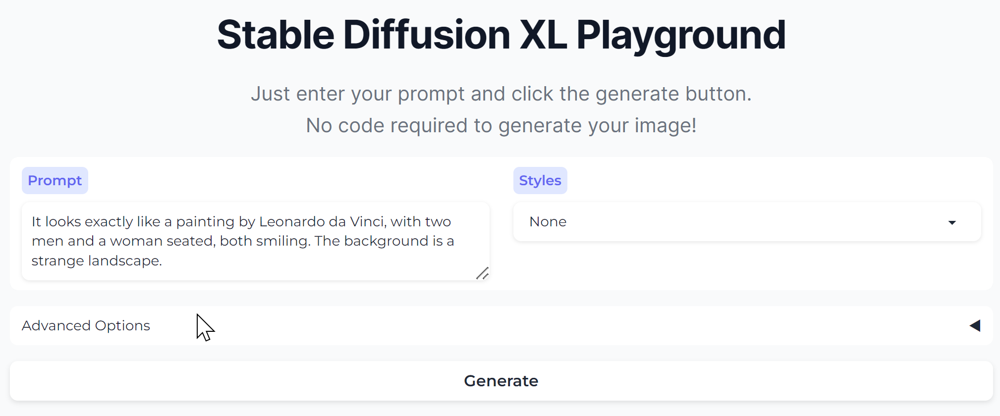 Stable Diffusion XL Playground
Just enter your prompt and click the generate button.
No code required to generate your image!
Prompt
It looks exactly like a painting by Leonardo da Vinci, with two
men and a woman seated, both smiling. The background is a
strange landscape.
Styles
None
Advanced Options
Generate